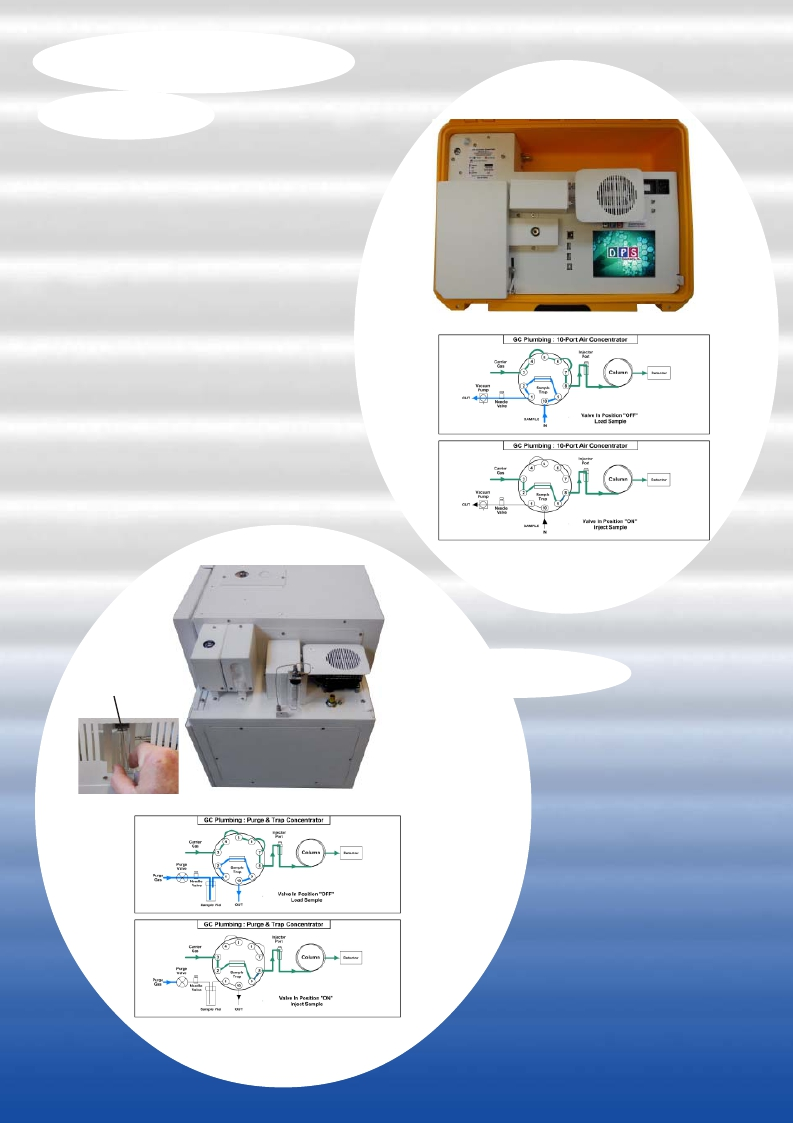 DPS
GC Plumbing : 10-Port Air Concentrator
Carrier
Gas
Injector
Port
Column
Detector
Sample
Trap
Vacuum
Pump
OUT
Needle
Valve
SAMPLE
IN
Valve In Position "OFF"
Load Sample
GC Plumbing : 10-Port Air Concentrator
Carrier
Gas
Injector
Port
Column
Detector
Sample
Trap
Vacuum
Pump
OUT
Needle
Valve
SAMPLE
IN
Valve In Position "ON"
Inject Sample
GC Plumbing : Purge & Trap Concentrator
Carrier
Gas
Injector
Port
Column
Detector
Sample
Trap
Purge
Valve
Purge
Gas
Needle
Valve
Sample Vial
OUT
Valve In Position "OFF"
Load Sample
GC Plumbing : Purge & Trap Concentrator
Carrier
Gas
Injector
Port
Column
Detector
Sample
Trap
Purge
Valve
Purge
Gas
Needle
Valve
Sample Vial
OUT
Valve In Position "ON"
Inject Sample